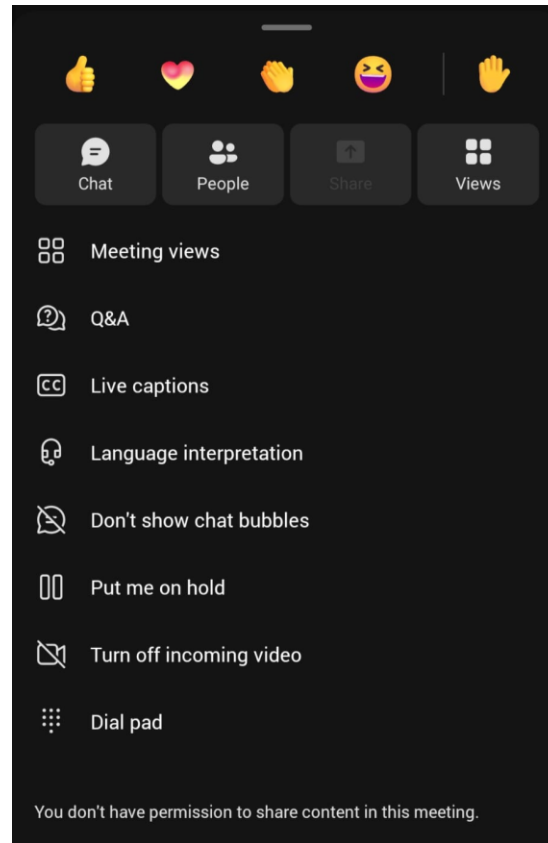 Chat People Share Views
Meeting views
Q&A
CC Live captions
Language interpretation
Don't show chat bubbles
Put me on hold
Turn off incoming video
Dial pad
You don't have permission to share content in this meeting.